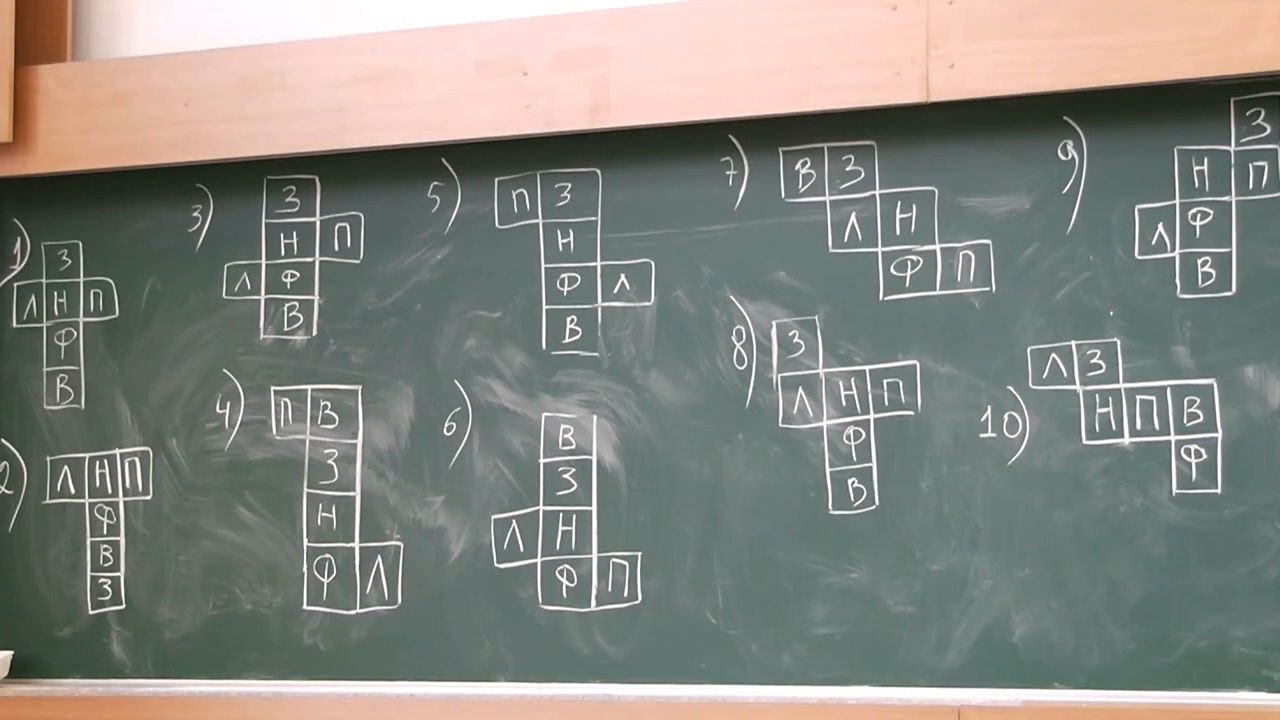 1)
З
Л Н П
Ф
В
2)
Л Н П
Ф
В
З
3)
З
Н П
Л Ф
В
4)
П В
З
Н
Ф Л
5)
П З
Н
Ф Л
В
6)
В
З
Л Н
Ф П
7)
В З
Л Н
Ф П
8)
З
Л Н П
Ф
В
9)
З
Н П
Л Ф
В
10)
Л З
Н П В
Ф